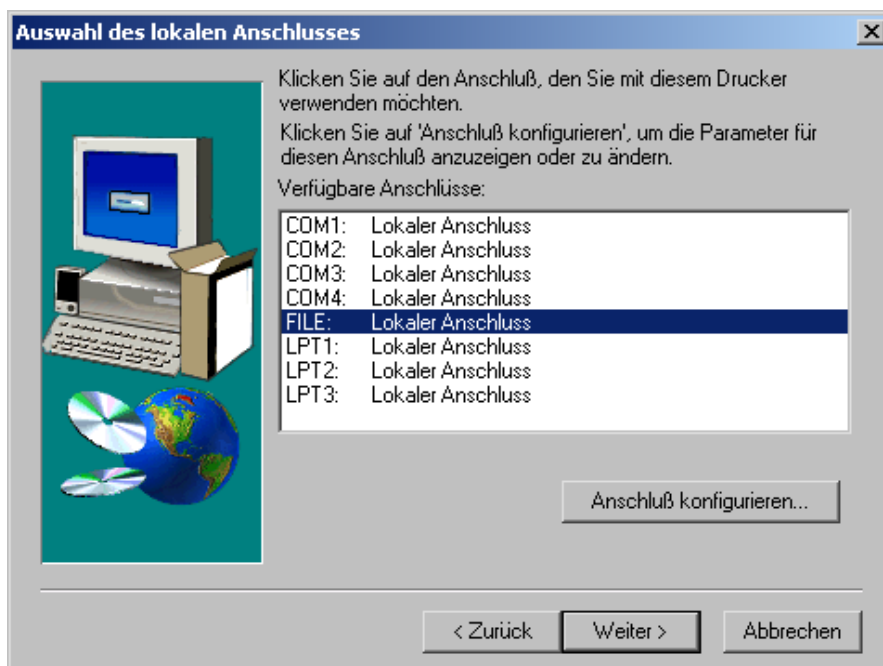 Auswahl des lokalen Anschlusses
Klicken Sie auf den Anschluß, den Sie mit diesem Drucker
verwenden möchten.
Klicken Sie auf 'Anschluß konfigurieren', um die Parameter für
diesen Anschluß anzuzeigen oder zu ändern.
Verfügbare Anschlüsse:
COM1: Lokaler Anschluss
COM2: Lokaler Anschluss
COM3: Lokaler Anschluss
COM4: Lokaler Anschluss
FILE: Lokaler Anschluss
LPT1: Lokaler Anschluss
LPT2: Lokaler Anschluss
LPT3: Lokaler Anschluss
Anschluß konfigurieren...
< Zurück Weiter > Abbrechen